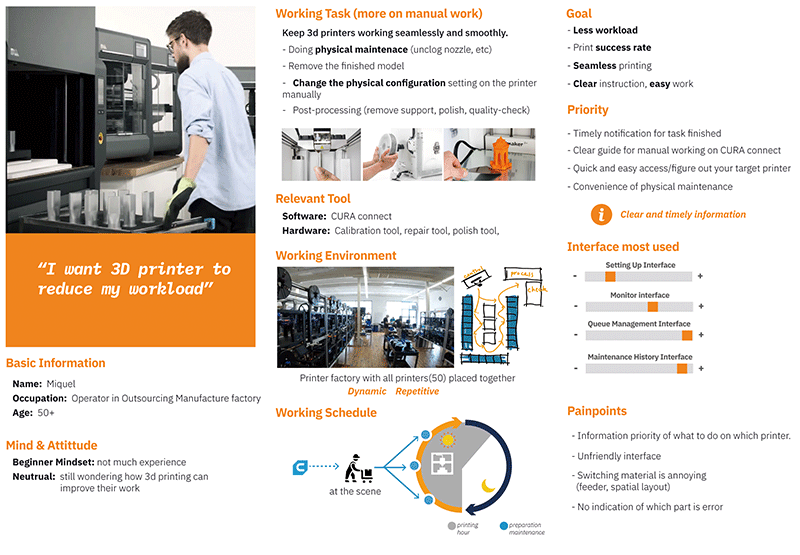 “I want 3D printer to
reduce my workload”
Basic Information
Name: Miquel
Occupation: Operator in Outsourcing Manufacture factory
Age: 50+
Mind & Attittude
Beginner Mindset: not much experience
Neutrual: still wondering how 3d printing can
improve their work
Working Task (more on manual work)
Keep 3d printers working seamlessly and smoothly.
- Doing physical maintenace (unclog nozzle, etc)
- Remove the finished model
- Change the physical configuration setting on the printer
manually
- Post-processing (remove support, polish, quality-check)
maker
Relevant Tool
Software: CURA connect
Hardware: Calibration tool, repair tool, polish tool,
Working Environment
control
process
check
Printer factory with all printers(50) placed together
Dynamic Repetitive
Working Schedule
at the scene
printing
hour
preparation
maintenance
Goal
- Less workload
- Print success rate
- Seamless printing
- Clear instruction, easy work
Priority
- Timely notification for task finished
- Clear guide for manual working on CURA connect
- Quick and easy access/figure out your target printer
- Convenience of physical maintenance
i Clear and timely information
Interface most used
Setting Up Interface
- +
Monitor interface
- +
Queue Management Interface
- +
Maintenance History Interface
- +
Painpoints
- Information priority of what to do on which printer.
- Unfriendly interface
- Switching material is annoying
(feeder, spatial layout)
- No indication of which part is error